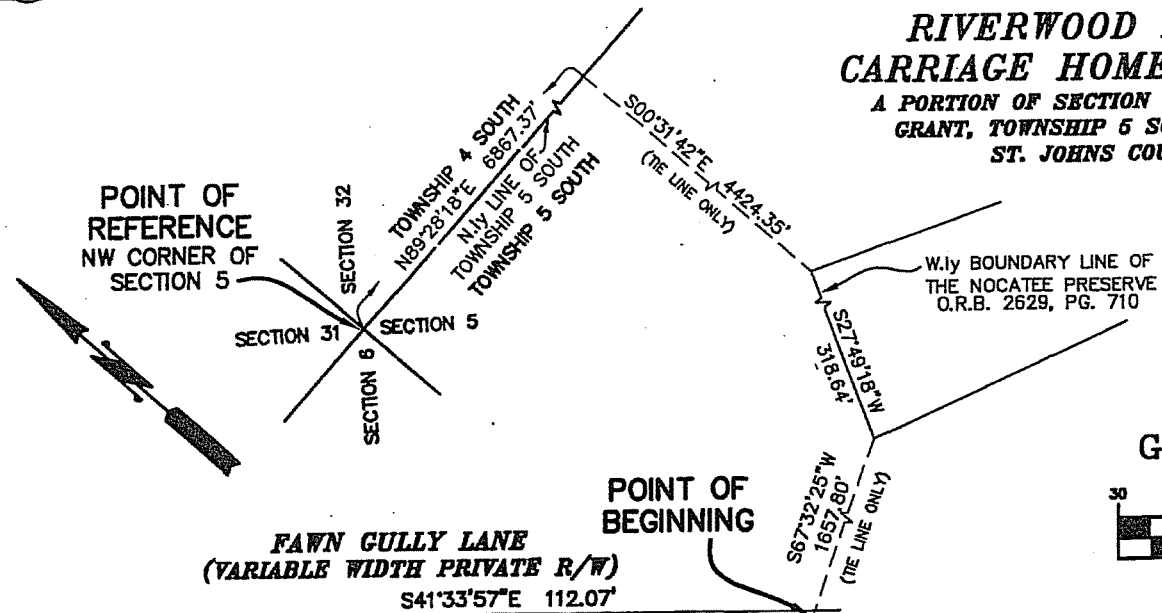 RIVERWOOD
CARRIAGE HOME
A PORTION OF SECTION
GRANT, TOWNSHIP 5 S
ST. JOHNS COU
TOWNSHIP 4 SOUTH
N89°28'18"E 6867.37'
N.ly LINE OF
TOWNSHIP 5 SOUTH
TOWNSHIP 5 SOUTH
S00°31'42"E 4424.35'
(TIE LINE ONLY)
POINT OF
REFERENCE
NW CORNER OF
SECTION 5
SECTION 32
SECTION 31
SECTION 5
SECTION 6
W.ly BOUNDARY LINE OF
THE NOCATEE PRESERVE
O.R.B. 2629, PG. 710
S27°49'18"W
318.64'
S67°32'25"W
1657.80'
(TIE LINE ONLY)
POINT OF
BEGINNING
G
30
FAWN GULLY LANE
(VARIABLE WIDTH PRIVATE R/W)
S41°33'57"E 112.07'